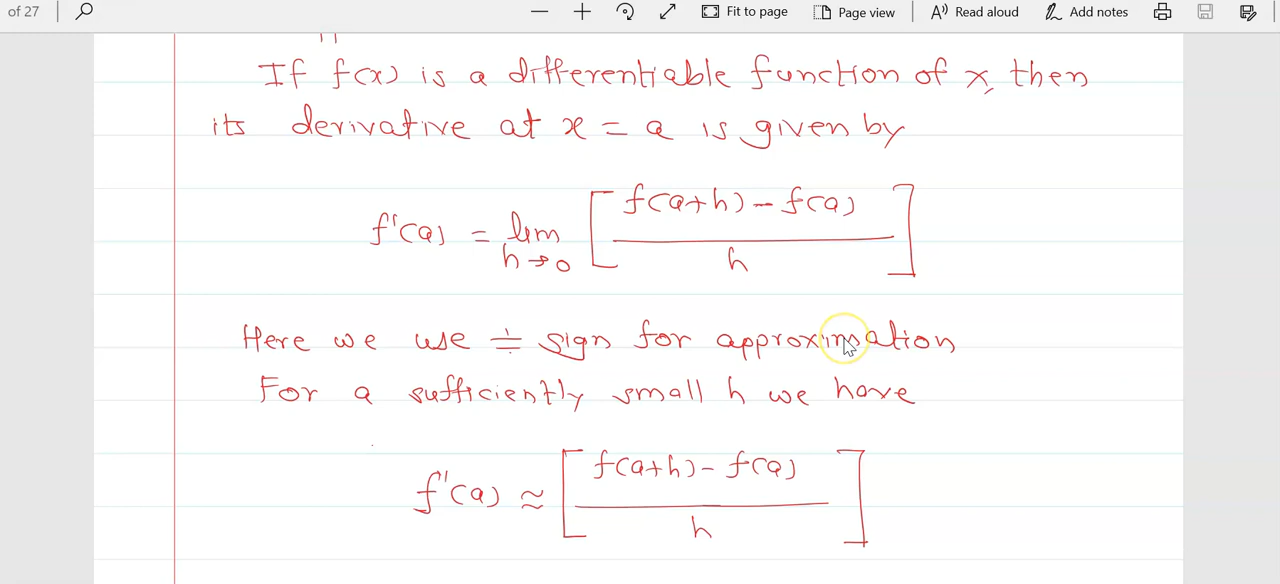 of 27 Fit to page Page view Read aloud Add notes
If f(x) is a differentiable function of x, then
its derivative at x = a is given by
f'(a) = lim h→0 [ f(a+h) - f(a) / h ]
Here we use ≑ sign for approximation
For a sufficiently small h we have
f'(a) ≈ [ f(a+h) - f(a) / h ]